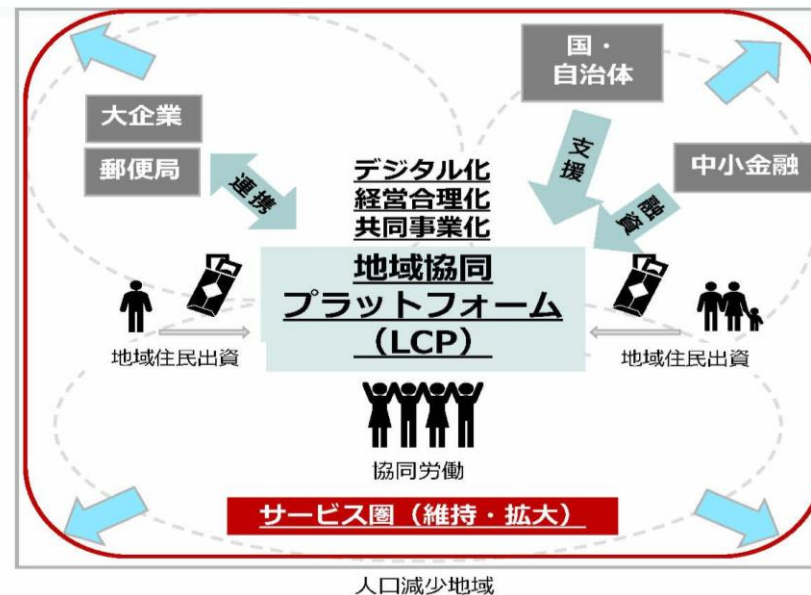 国・
自治体
大企業
郵便局
連携
支援
融資
中小金融
デジタル化
経営合理化
共同事業化
地域協同
プラットフォーム
（LCP）
地域住民出資
地域住民出資
協同労働
サービス圏（維持・拡大）
人口減少地域